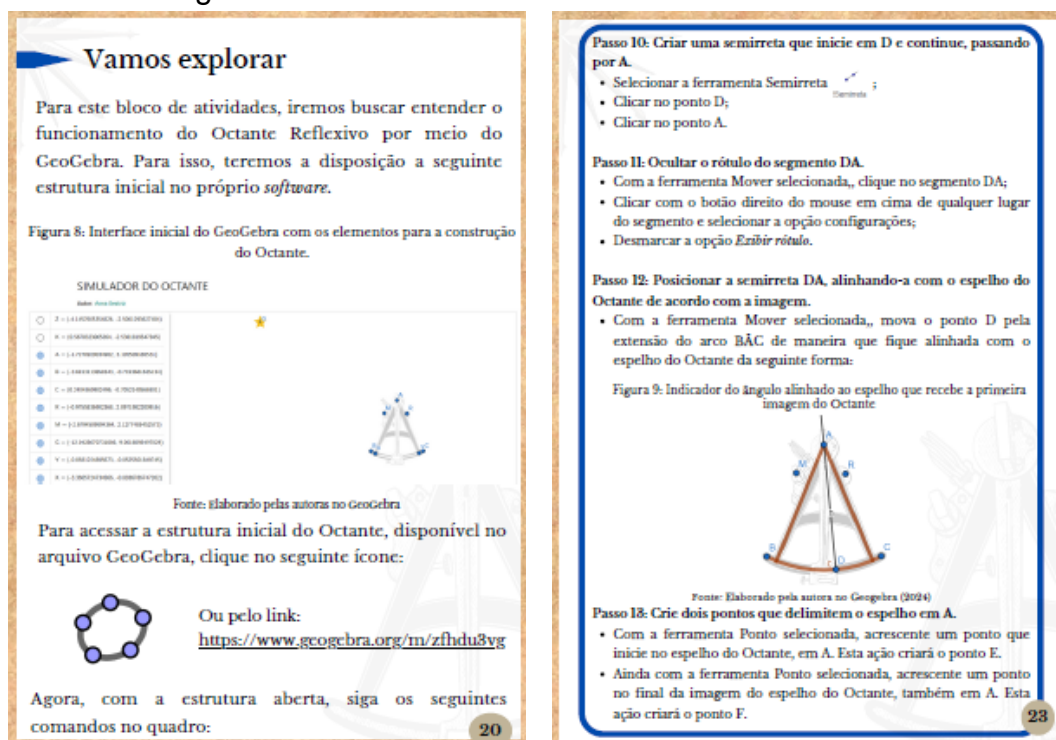 Vamos explorar
Para este bloco de atividades, iremos buscar entender o
funcionamento do Octante Reflexivo por meio do
GeoGebra. Para isso, teremos a disposição a seguinte
estrutura inicial no próprio software.
Figura 8: Interface inicial do GeoGebra com os elementos para a construção
do Octante.
SIMULADOR DO OCTANTE
Fonte: Elaborado pelas autoras no GeoGebra
Para acessar a estrutura inicial do Octante, disponível no
arquivo GeoGebra, clique no seguinte ícone:
Ou pelo link:
https://www.geogebra.org/m/zfhdu3vg
Agora, com a estrutura aberta, siga os seguintes
comandos no quadro:
20
Passo 10: Criar uma semirreta que inicie em D e continue, passando
por A.
• Selecionar a ferramenta Semirreta Semirreta ;
• Clicar no ponto D;
• Clicar no ponto A.
Passo 11: Ocultar o rótulo do segmento DA.
• Com a ferramenta Mover selecionada,, clique no segmento DA;
• Clicar com o botão direito do mouse em cima de qualquer lugar
do segmento e selecionar a opção configurações;
• Desmarcar a opção Exibir rótulo.
Passo 12: Posicionar a semirreta DA, alinhando-a com o espelho do
Octante de acordo com a imagem.
• Com a ferramenta Mover selecionada,, mova o ponto D pela
extensão do arco BÂC de maneira que fique alinhada com o
espelho do Octante da seguinte forma:
Figura 9: Indicador do ângulo alinhado ao espelho que recebe a primeira
imagem do Octante
A
M R
B D C
Fonte: Elaborado pela autora no Geogebra (2024)
Passo 13: Crie dois pontos que delimitem o espelho em A.
• Com a ferramenta Ponto selecionada, acrescente um ponto que
inicie no espelho do Octante, em A. Esta ação criará o ponto E.
• Ainda com a ferramenta Ponto selecionada, acrescente um ponto
no final da imagem do espelho do Octante, também em A. Esta
ação criará o ponto F.
23